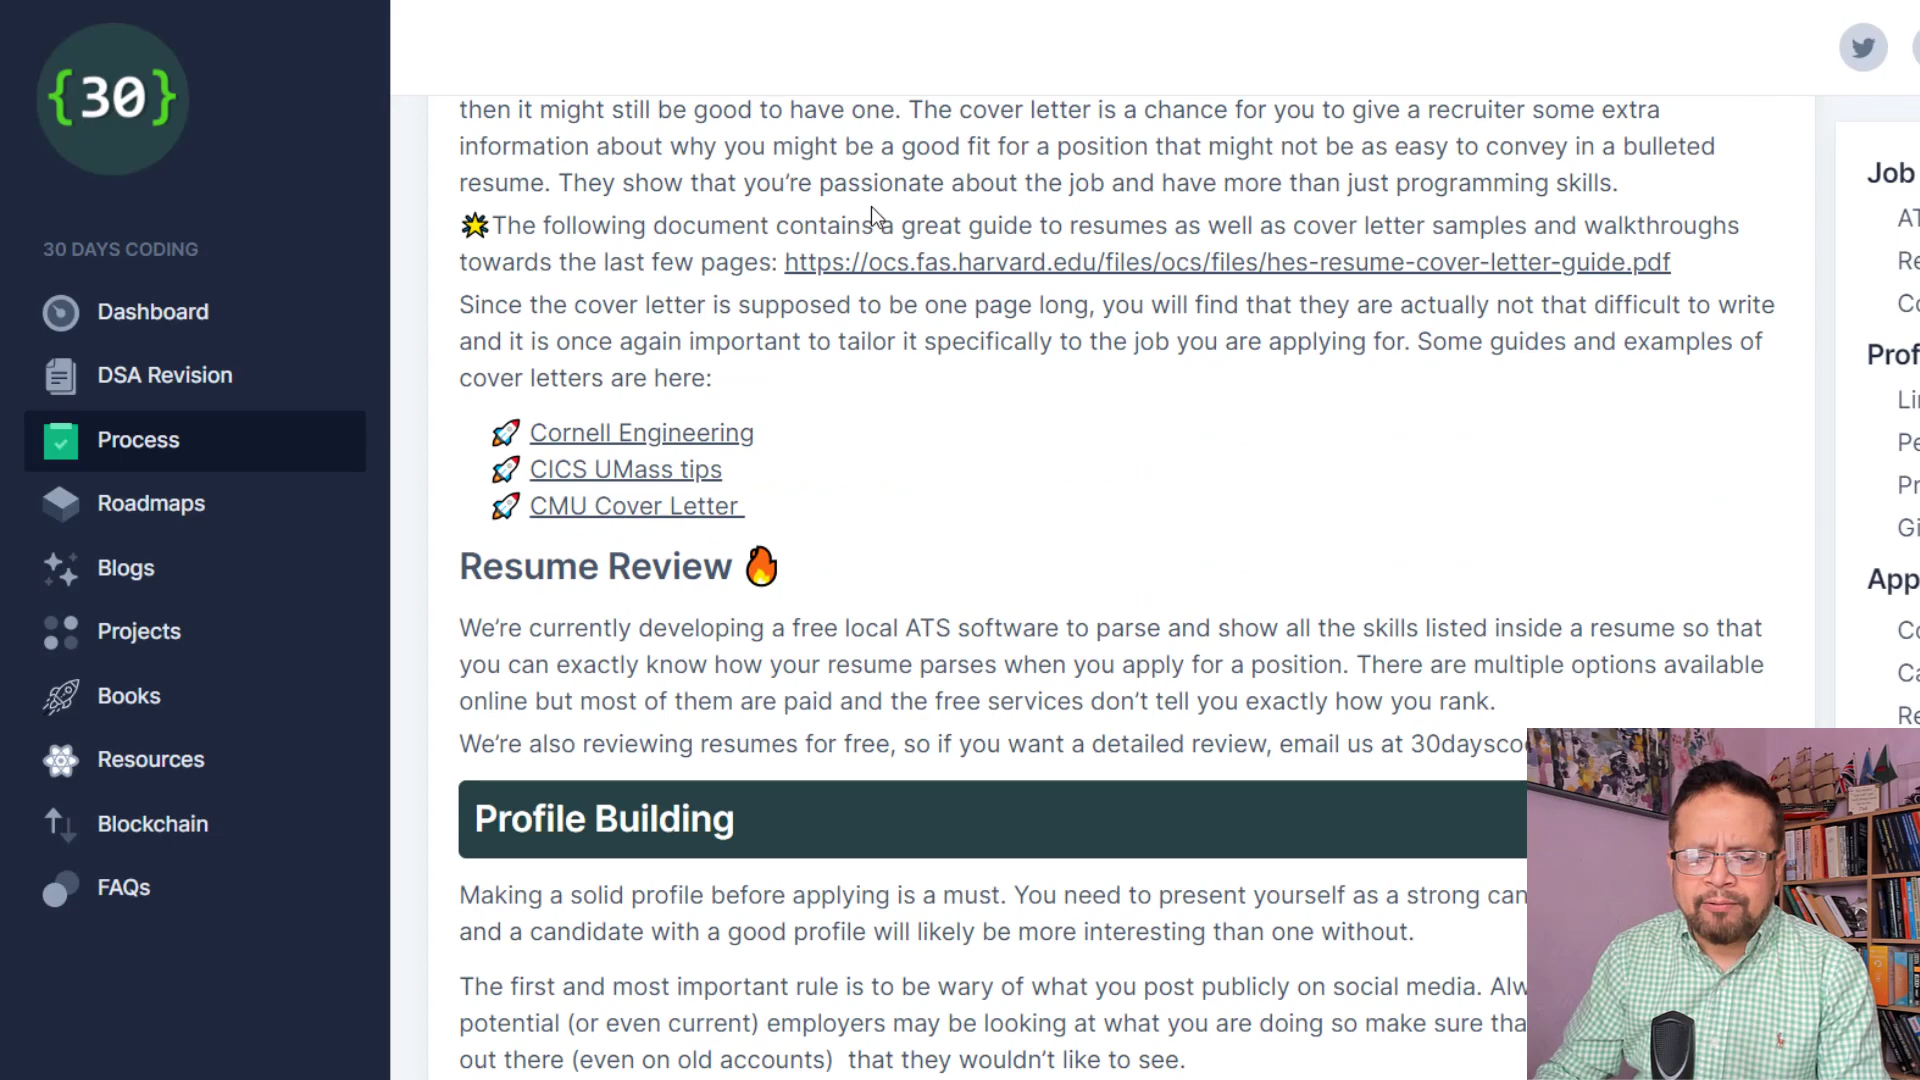 {30}
30 DAYS CODING
Dashboard
DSA Revision
Process
Roadmaps
Blogs
Projects
Books
Resources
Blockchain
FAQs
then it might still be good to have one. The cover letter is a chance for you to give a recruiter some extra
information about why you might be a good fit for a position that might not be as easy to convey in a bulleted
resume. They show that you're passionate about the job and have more than just programming skills.
The following document contains a great guide to resumes as well as cover letter samples and walkthroughs
towards the last few pages: https://ocs.fas.harvard.edu/files/ocs/files/hes-resume-cover-letter-guide.pdf
Since the cover letter is supposed to be one page long, you will find that they are actually not that difficult to write
and it is once again important to tailor it specifically to the job you are applying for. Some guides and examples of
cover letters are here:
Cornell Engineering
CICS UMass tips
CMU Cover Letter
Resume Review
We're currently developing a free local ATS software to parse and show all the skills listed inside a resume so that
you can exactly know how your resume parses when you apply for a position. There are multiple options available
online but most of them are paid and the free services don't tell you exactly how you rank.
We're also reviewing resumes for free, so if you want a detailed review, email us at 30daysco
Profile Building
Making a solid profile before applying is a must. You need to present yourself as a strong can
and a candidate with a good profile will likely be more interesting than one without.
The first and most important rule is to be wary of what you post publicly on social media. Alw
potential (or even current) employers may be looking at what you are doing so make sure tha
out there (even on old accounts) that they wouldn't like to see.
Job
AT
Re
Co
Prof
Li
Pe
Pr
Gi
App
Co
Ca
Re